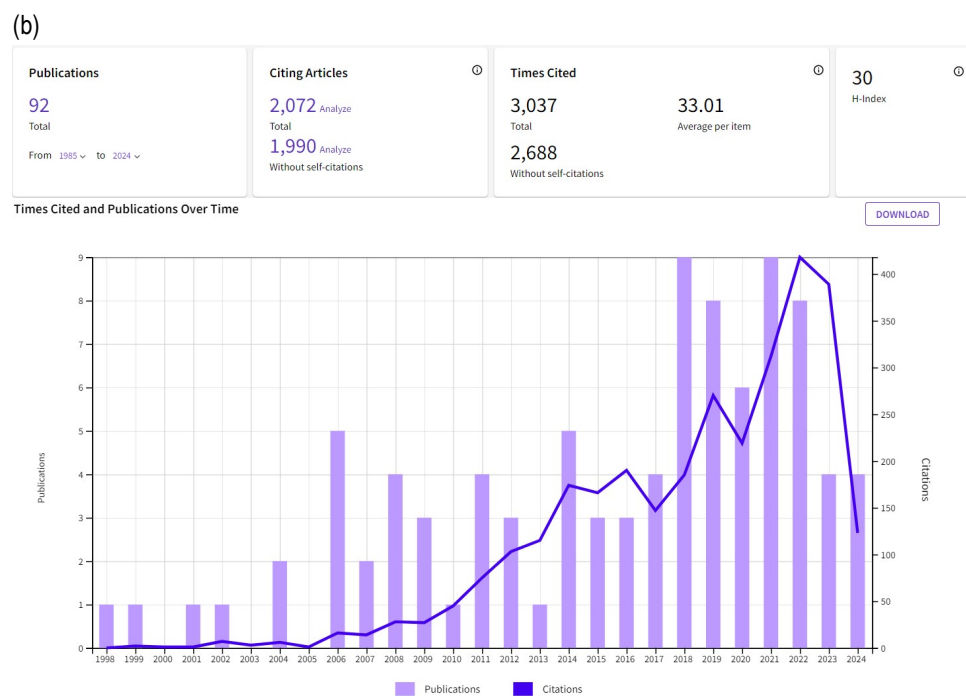 (b)
Publications
92
Total
From 1985 to 2024
Citing Articles
2,072 Analyze
Total
1,990 Analyze
Without self-citations
Times Cited
3,037
Total
2,688
Without self-citations
33.01
Average per item
30
H-Index
Times Cited and Publications Over Time
DOWNLOAD
9
8
7
6
5
4
3
2
1
0
Publications
400
350
300
250
200
150
100
50
0
Citations
1998 1999 2000 2001 2002 2003 2004 2005 2006 2007 2008 2009 2010 2011 2012 2013 2014 2015 2016 2017 2018 2019 2020 2021 2022 2023 2024
Publications Citations